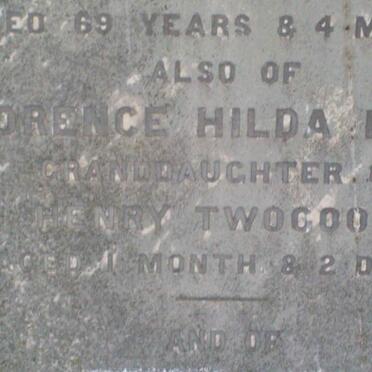 ED 69 YEARS & 4 M
ALSO OF
ORENCE HILDA
GRANDDAUGHTER
HENRY TWOGOO
GED 1 MONTH & 2 D
AND OF